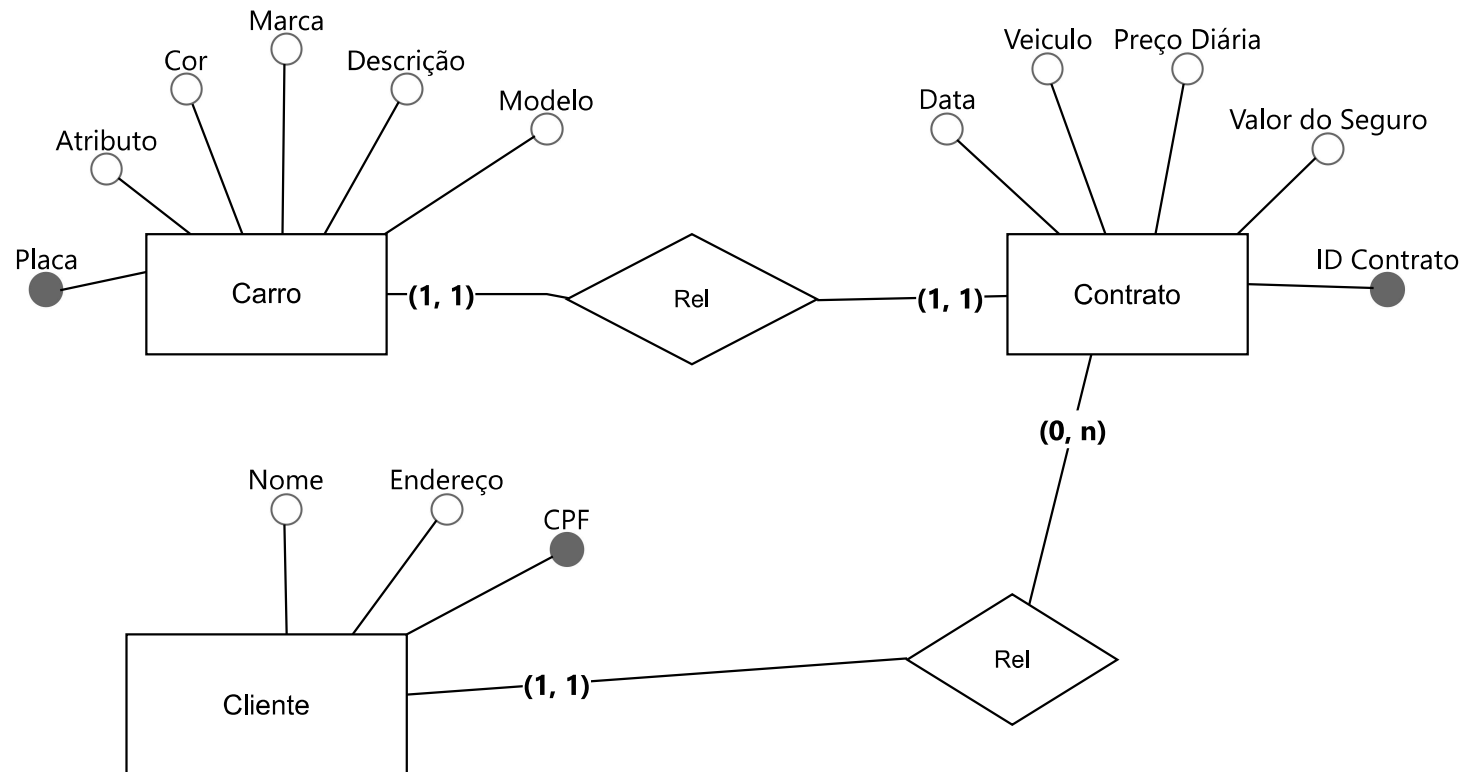 Marca
Cor
Descrição
Atributo
Modelo
Placa
Carro
(1, 1)
Rel
(1, 1)
Veiculo
Preço Diária
Data
Valor do Seguro
ID Contrato
Contrato
(0, n)
Nome
Endereço
CPF
Cliente
(1, 1)
Rel